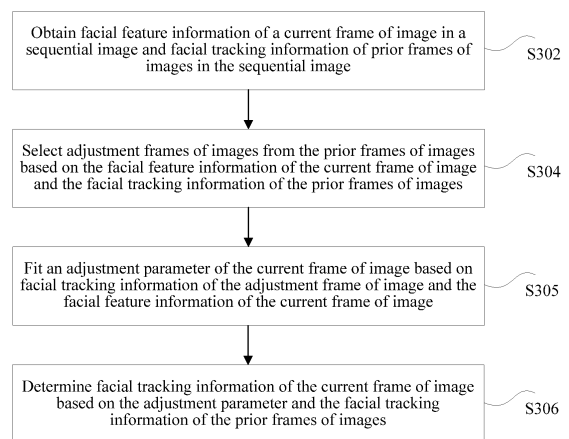 Obtain facial feature information of a current frame of image in a
sequential image and facial tracking information of prior frames of
images in the sequential image
S302
Select adjustment frames of images from the prior frames of images
based on the facial feature information of the current frame of image
and the facial tracking information of the prior frames of images
S304
Fit an adjustment parameter of the current frame of image based on
facial tracking information of the adjustment frame of image and the
facial feature information of the current frame of image
S305
Determine facial tracking information of the current frame of image
based on the adjustment parameter and the facial tracking
information of the prior frames of images
S306